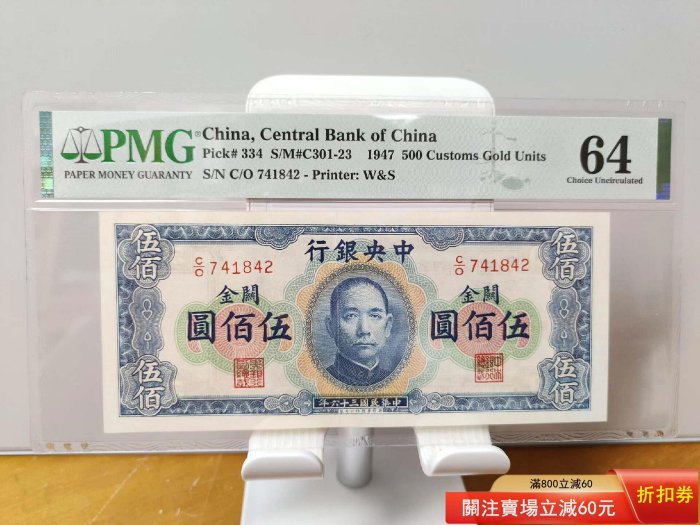 PMG
PAPER MONEY GUARANTY
China, Central Bank of China
Pick# 334 S/M#C301-23 1947 500 Customs Gold Units
S/N C/O 741842 - Printer: W&S
64
Choice Uncirculated
行銀央中
伍佰
伍佰
C/O 741842
C/O 741842
金關
金關
圓佰伍
圓佰伍
伍佰
伍佰
年六十三國民華中
滿800立減60
關注賣場立減60元
折扣券